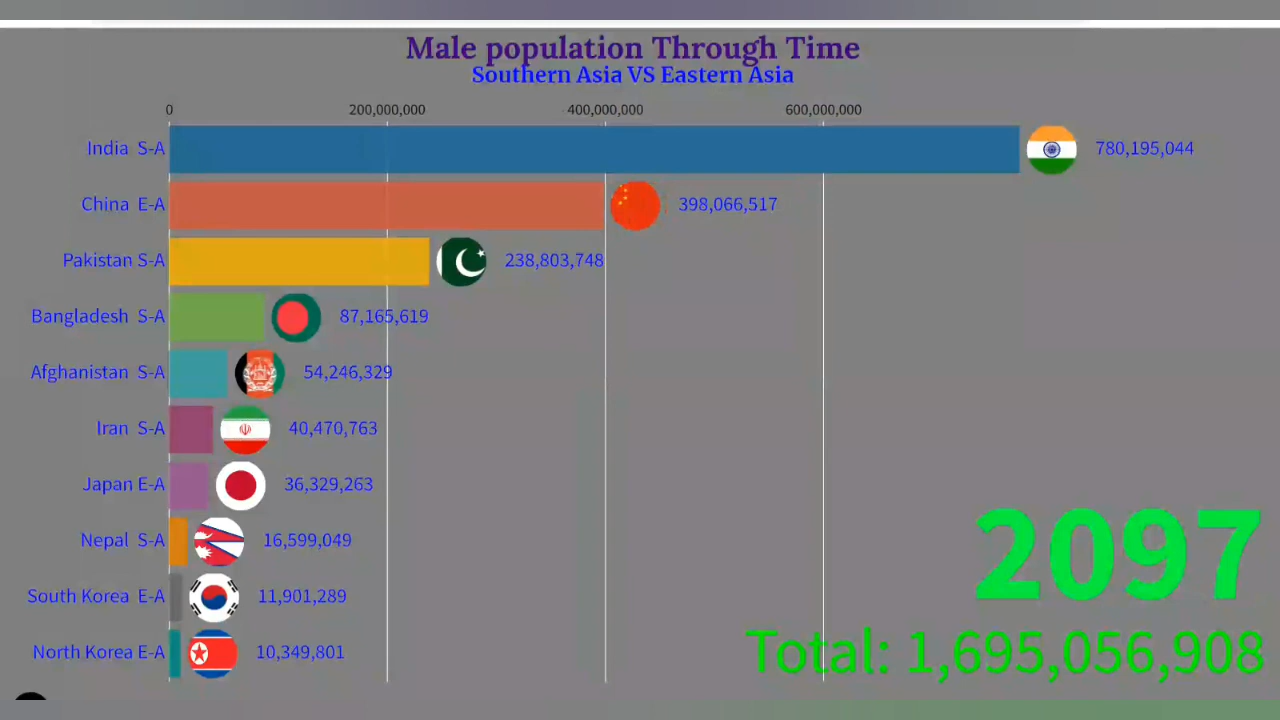 Male population Through Time
Southern Asia VS Eastern Asia
0 200,000,000 400,000,000 600,000,000
India S-A 780,195,044
China E-A 398,066,517
Pakistan S-A 238,803,748
Bangladesh S-A 87,165,619
Afghanistan S-A 54,246,329
Iran S-A 40,470,763
Japan E-A 36,329,263
Nepal S-A 16,599,049
South Korea E-A 11,901,289
North Korea E-A 10,349,801
2097
Total: 1,695,056,908